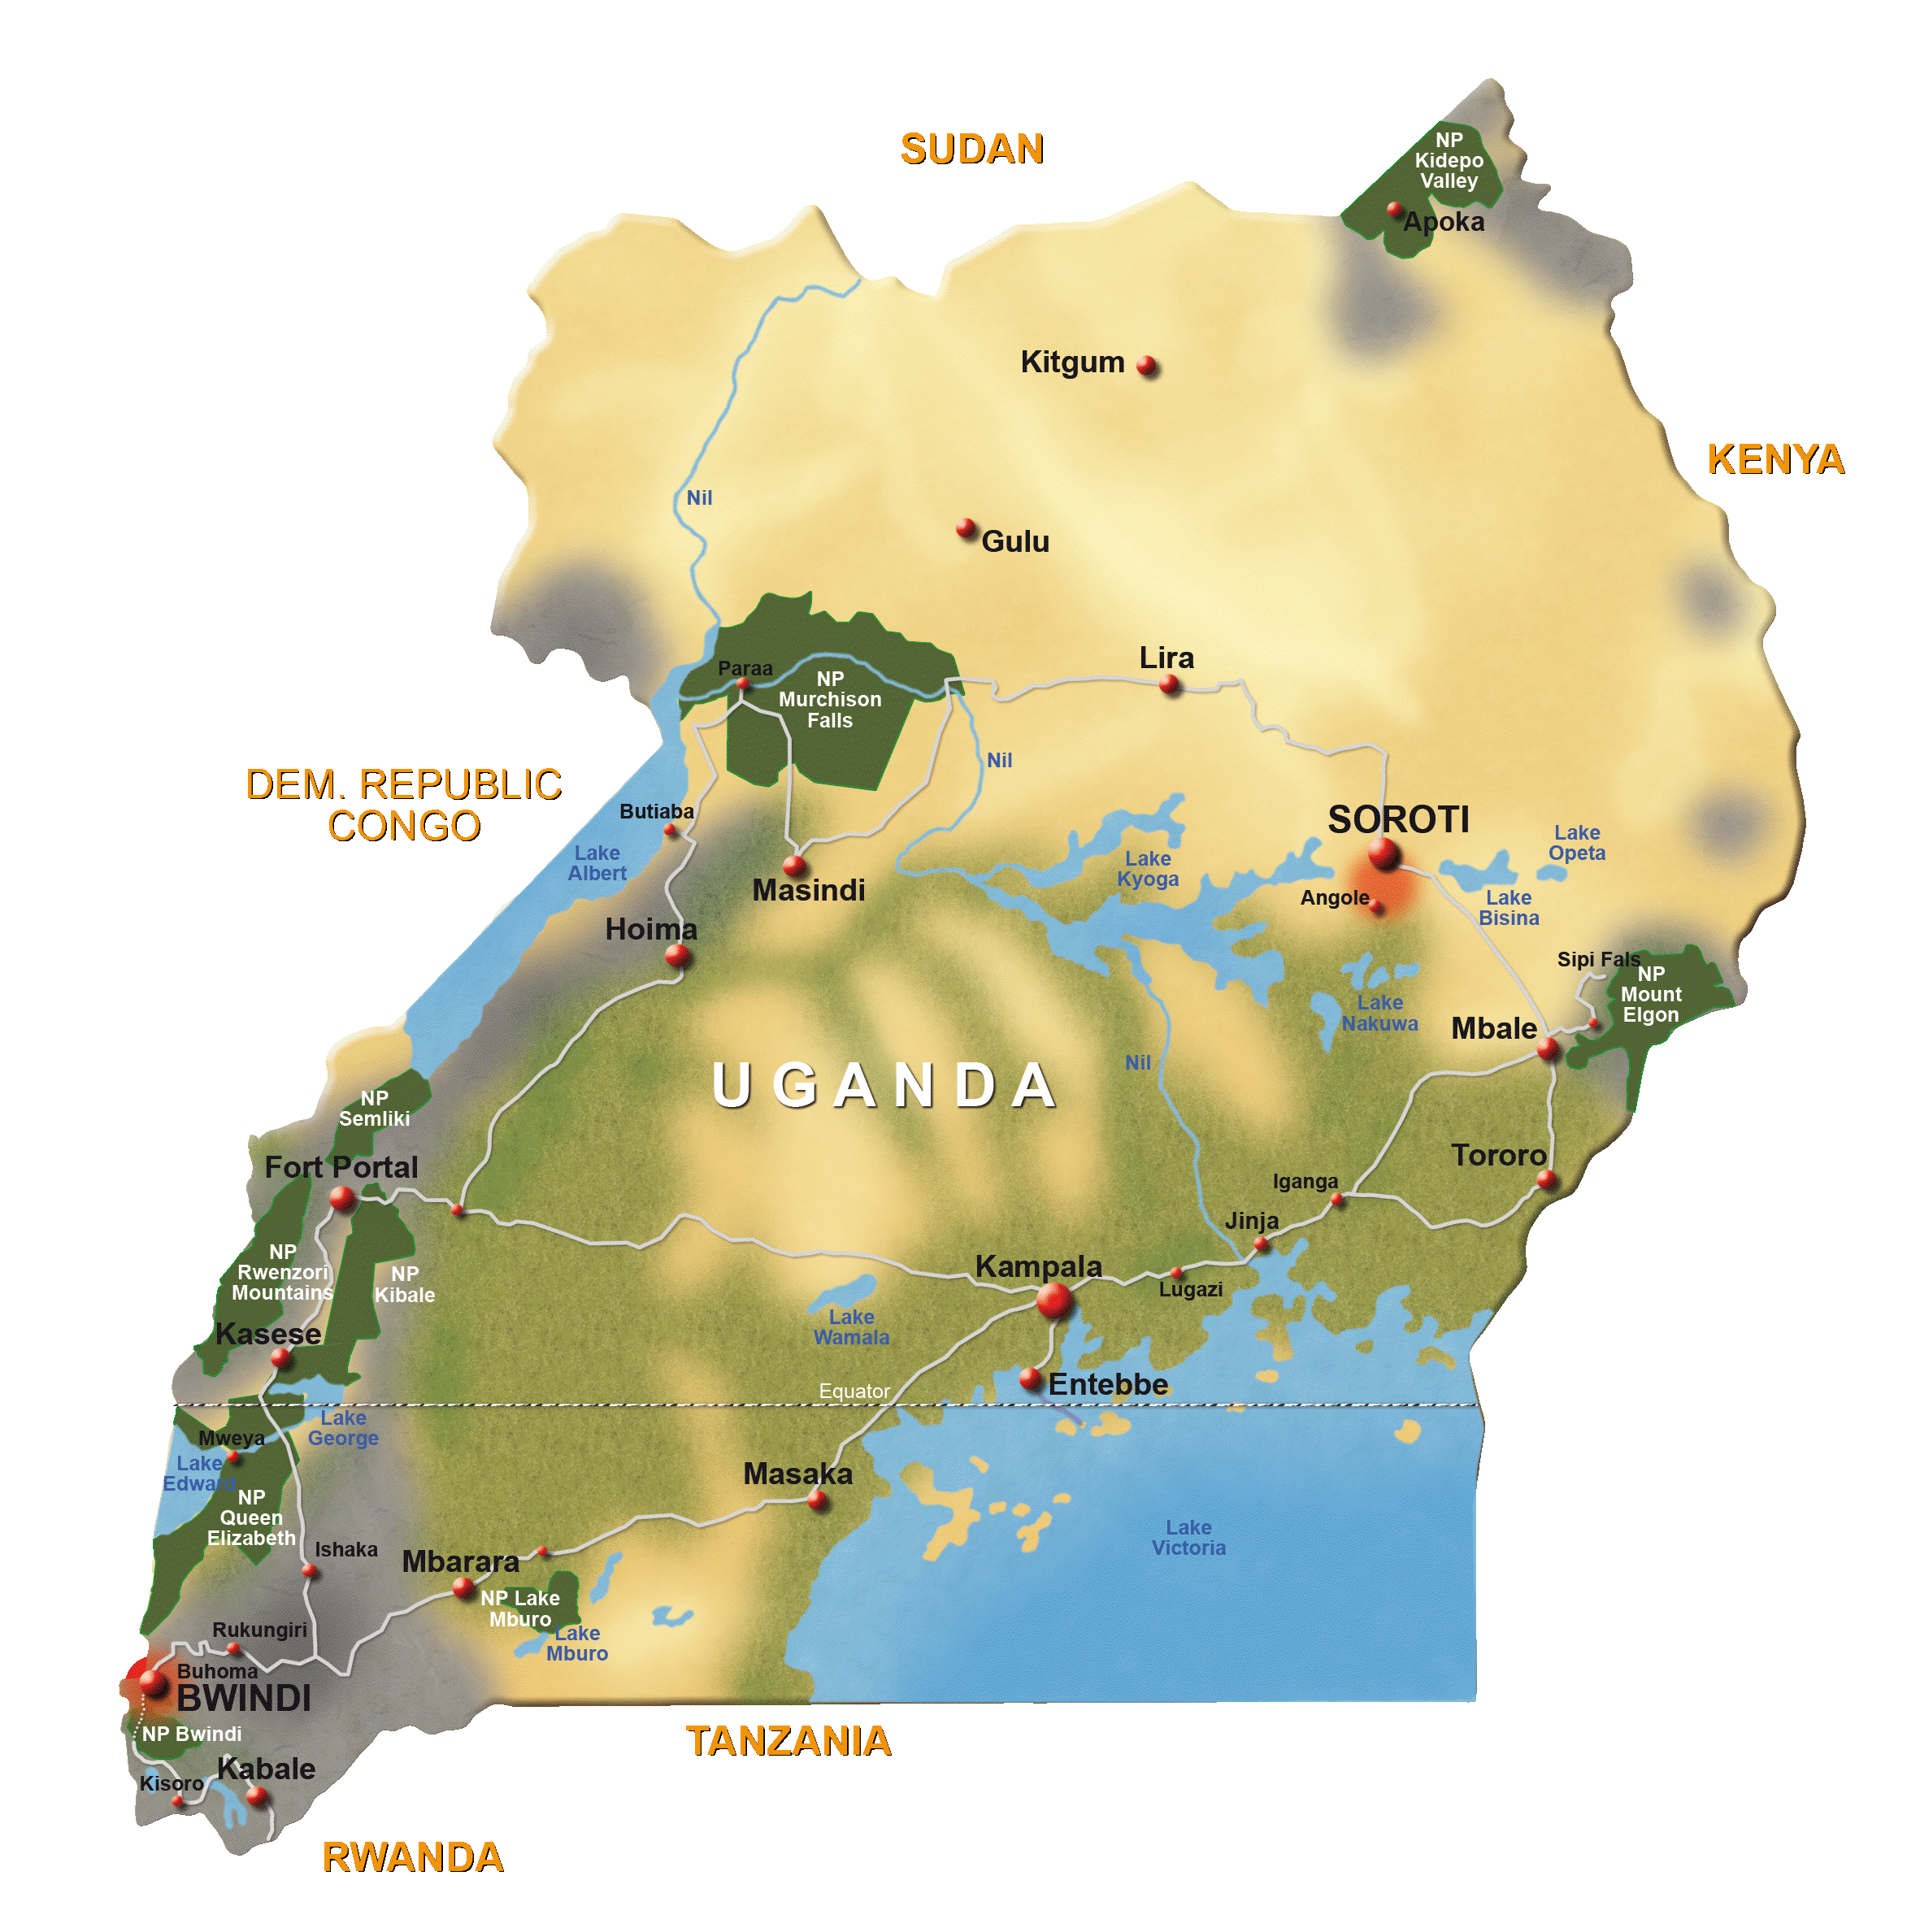 SUDAN
NP
Kidepo
Valley
Apoka
Kitgum
KENYA
Nil
Gulu
Paraa
NP
Murchison
Falls
Lira
Nil
DEM. REPUBLIC
CONGO
Butiaba
Lake
Albert
Masindi
Hoima
Lake
Kyoga
SOROTI
Angole
Lake
Opeta
Lake
Bisina
Sipi Fals
NP
Mount
Elgon
Lake
Nakuwa
Mbale
UGANDA
Nil
NP
Semliki
Fort Portal
Tororo
Iganga
Jinja
NP
Rwenzori
Mountains
NP
Kibale
Kampala
Lugazi
Lake
Wamala
Kasese
Equator
Entebbe
Lake
George
Mweya
Lake
Edward
NP
Queen
Elizabeth
Masaka
Lake
Victoria
Ishaka
Mbarara
NP Lake
Mburo
Lake
Mburo
Rukungiri
Buhoma
BWINDI
NP Bwindi
TANZANIA
Kabale
Kisoro
RWANDA